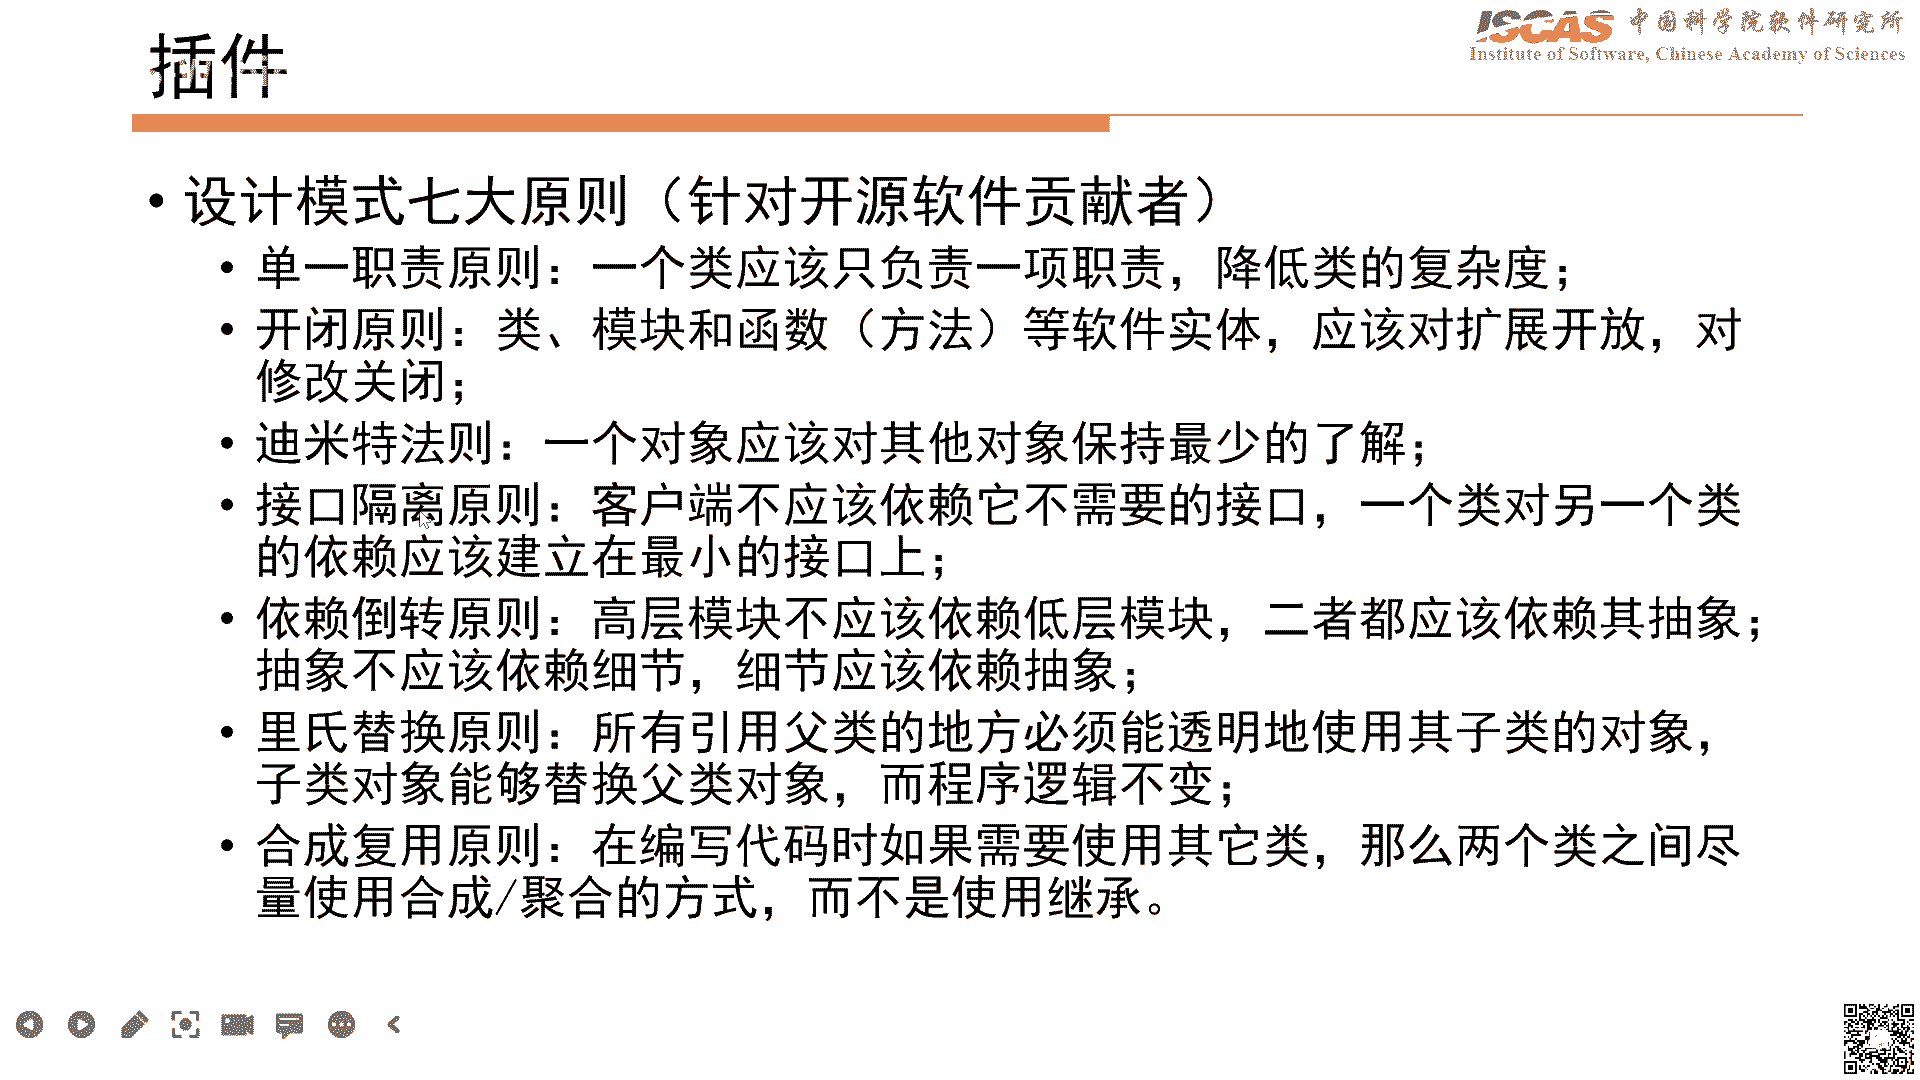 插件
ISCAS 中国科学院软件研究所
Institute of Software, Chinese Academy of Sciences
• 设计模式七大原则（针对开源软件贡献者）
• 单一职责原则：一个类应该只负责一项职责，降低类的复杂度；
• 开闭原则：类、模块和函数（方法）等软件实体，应该对扩展开放，对
修改关闭；
• 迪米特法则：一个对象应该对其他对象保持最少的了解；
• 接口隔离原则：客户端不应该依赖它不需要的接口，一个类对另一个类
的依赖应该建立在最小的接口上；
• 依赖倒转原则：高层模块不应该依赖低层模块，二者都应该依赖其抽象；
抽象不应该依赖细节，细节应该依赖抽象；
• 里氏替换原则：所有引用父类的地方必须能透明地使用其子类的对象，
子类对象能够替换父类对象，而程序逻辑不变；
• 合成复用原则：在编写代码时如果需要使用其它类，那么两个类之间尽
量使用合成/聚合的方式，而不是使用继承。